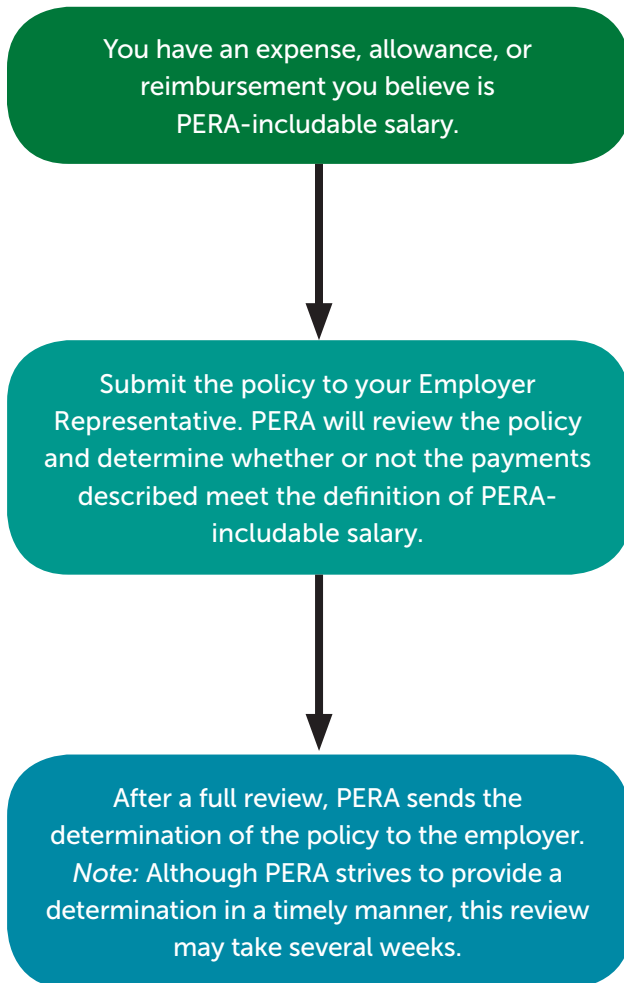 You have an expense, allowance, or
reimbursement you believe is
PERA-includable salary.
Submit the policy to your Employer
Representative. PERA will review the policy
and determine whether or not the payments
described meet the definition of PERA-
includable salary.
After a full review, PERA sends the
determination of the policy to the employer.
Note: Although PERA strives to provide a
determination in a timely manner, this review
may take several weeks.